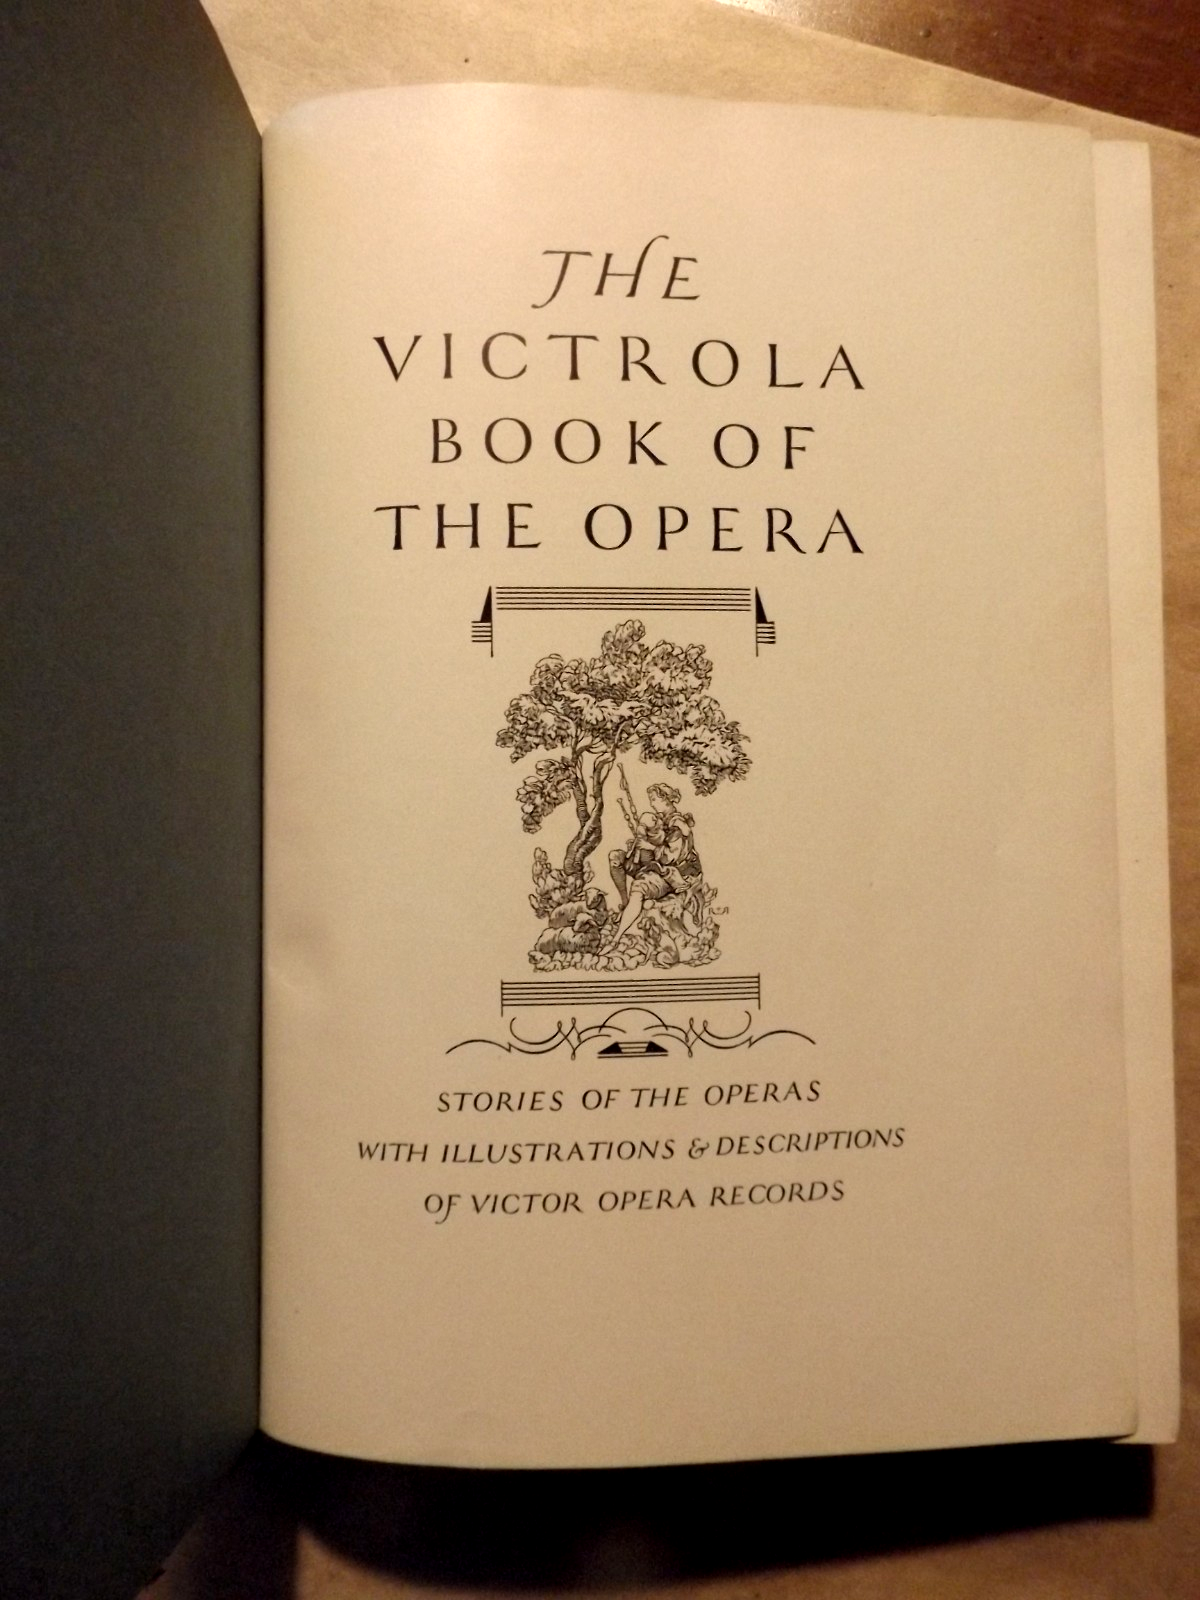 THE
VICTROLA
BOOK OF
THE OPERA
STORIES OF THE OPERAS
WITH ILLUSTRATIONS & DESCRIPTIONS
OF VICTOR OPERA RECORDS